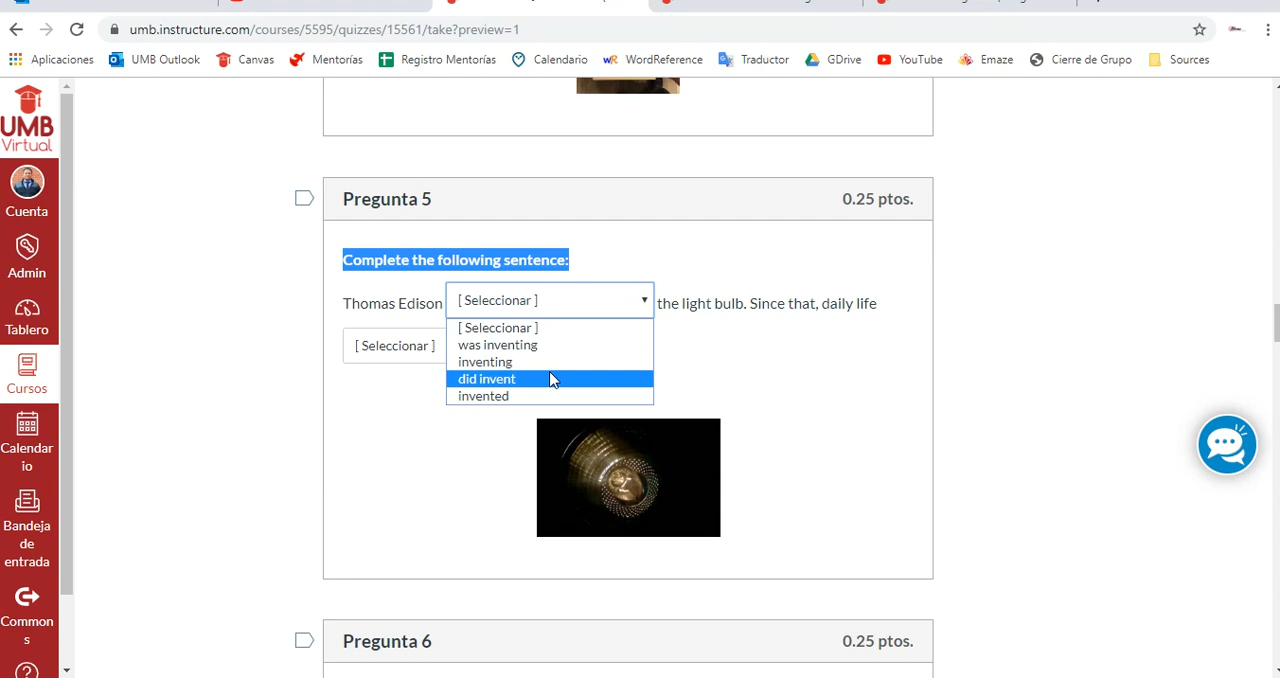 umb.instructure.com/courses/5595/quizzes/15561/take?preview=1
Aplicaciones UMB Outlook Canvas Mentorías Registro Mentorías Calendario WordReference Traductor GDrive YouTube Emaze Cierre de Grupo Sources
UMB
Virtual
Cuenta
Admin
Tablero
Cursos
Calendar
io
Bandeja
de
entrada
Common
s
Pregunta 5 0.25 ptos.
Complete the following sentence:
Thomas Edison [ Seleccionar ] the light bulb. Since that, daily life
[ Seleccionar ]
[ Seleccionar ]
was inventing
inventing
did invent
invented
Pregunta 6 0.25 ptos.